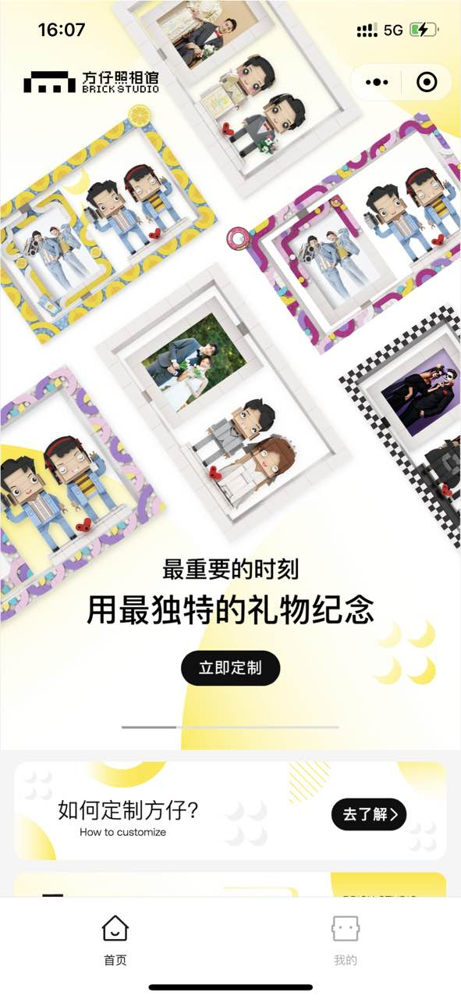 16:07
5G
方仔照相馆
BRICK STUDIO
最重要的时刻
用最独特的礼物纪念
立即定制
如何定制方仔?
How to customize
去了解
首页
我的